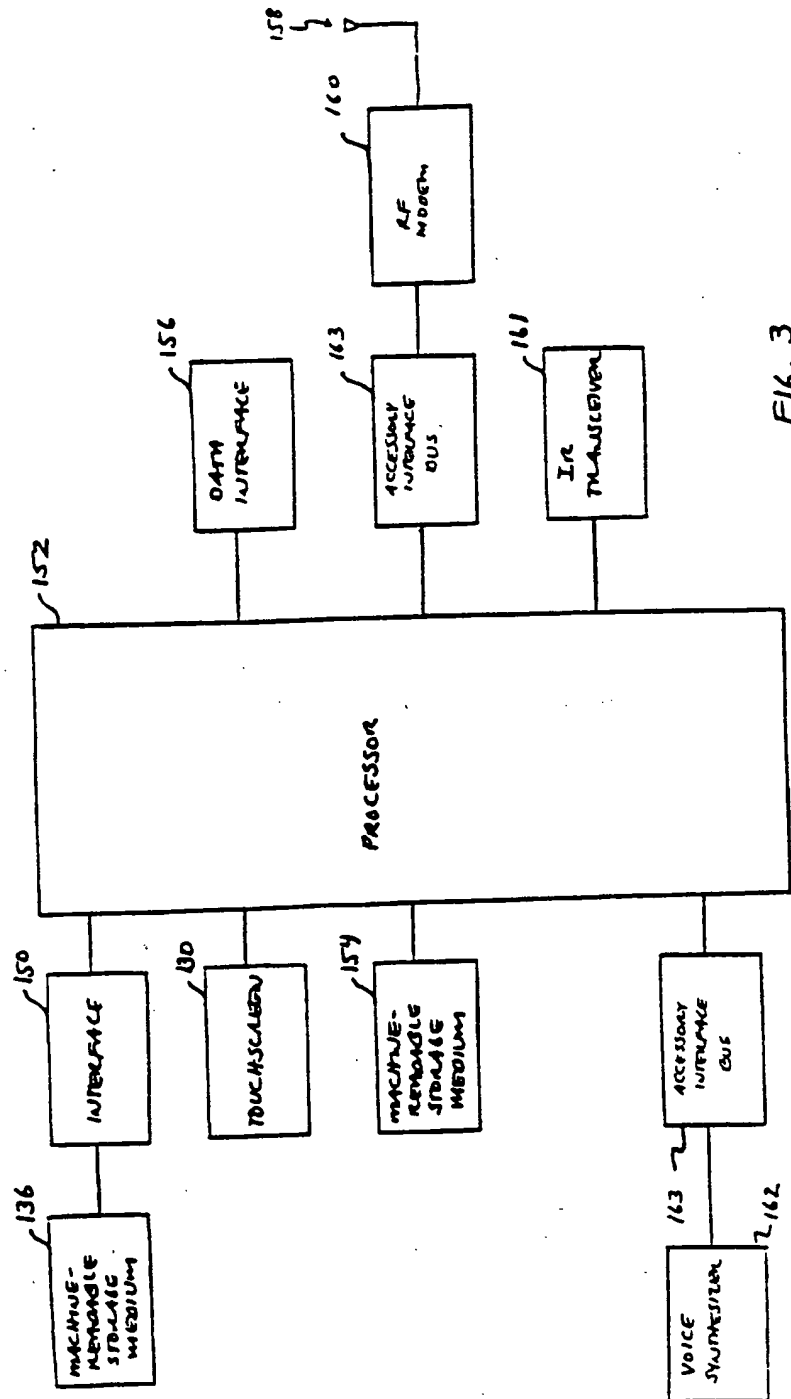 158
160
RF
MODEM
156
DATA
INTERFACE
163
ACCESSORY
INTERFACE
BUS
161
IR
TRANSCEIVER
152
PROCESSOR
150
INTERFACE
130
TOUCHSCREEN
154
MACHINE-
READABLE
STORAGE
MEDIUM
136
MACHINE-
READABLE
STORAGE
MEDIUM
ACCESSORY
INTERFACE
BUS
163
162
VOICE
SYNTHESIZER
FIG. 3